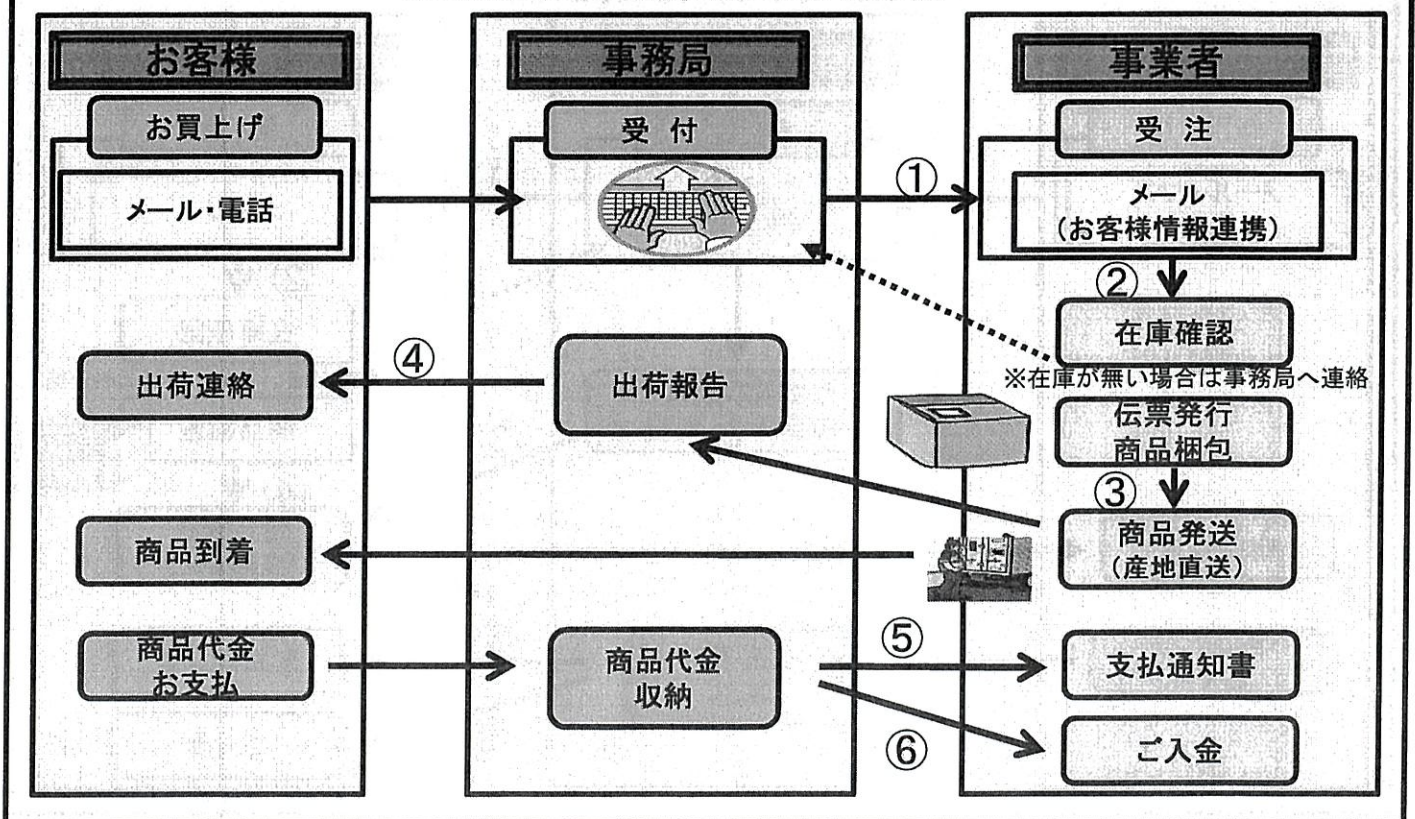 お客様
お買上げ
メール・電話
出荷連絡
商品到着
商品代金
お支払
事務局
受 付
出荷報告
商品代金
収納
事業者
受 注
メール
(お客様情報連携)
在庫確認
※在庫が無い場合は事務局へ連絡
伝票発行
商品梱包
商品発送
(産地直送)
支払通知書
ご入金
①
②
③
④
⑤
⑥